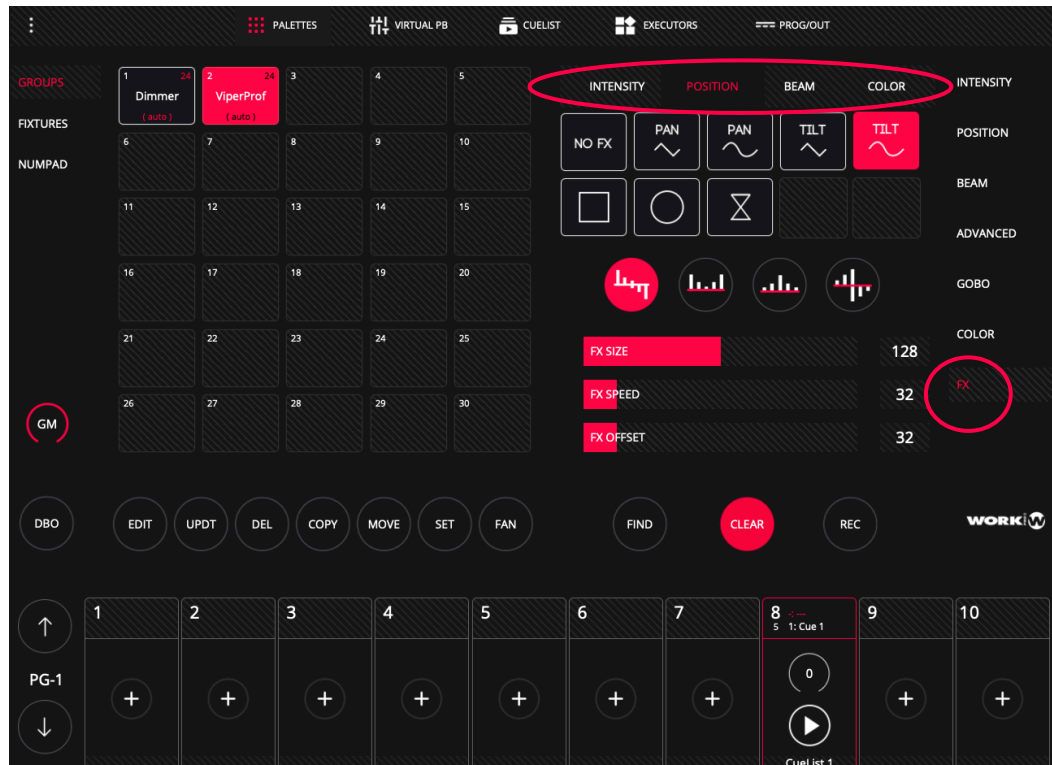 PALETTES
VIRTUAL PB
CUELIST
EXECUTORS
PROG/OUT
GROUPS
FIXTURES
NUMPAD
1 24
Dimmer
( auto )
2 24
ViperProf
( auto )
3
4
5
6
7
8
9
10
11
12
13
14
15
16
17
18
19
20
21
22
23
24
25
26
27
28
29
30
INTENSITY POSITION BEAM COLOR
NO FX
PAN
PAN
TILT
TILT
FX SIZE 128
FX SPEED 32
FX OFFSET 32
INTENSITY
POSITION
BEAM
ADVANCED
GOBO
COLOR
FX
GM
DBO
EDIT
UPDT
DEL
COPY
MOVE
SET
FAN
FIND
CLEAR
REC
WORK
PG-1
1
+
2
+
3
+
4
+
5
+
6
+
7
+
8 -:--
5 1: Cue 1
0
CueList 1
9
+
10
+